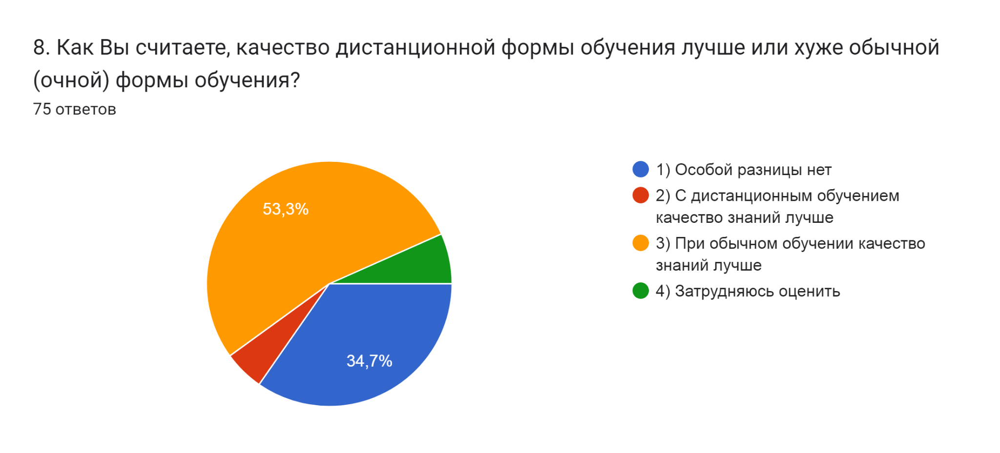 8. Как Вы считаете, качество дистанционной формы обучения лучше или хуже обычной
(очной) формы обучения?
75 ответов
53,3%
34,7%
1) Особой разницы нет
2) С дистанционным обучением
качество знаний лучше
3) При обычном обучении качество
знаний лучше
4) Затрудняюсь оценить